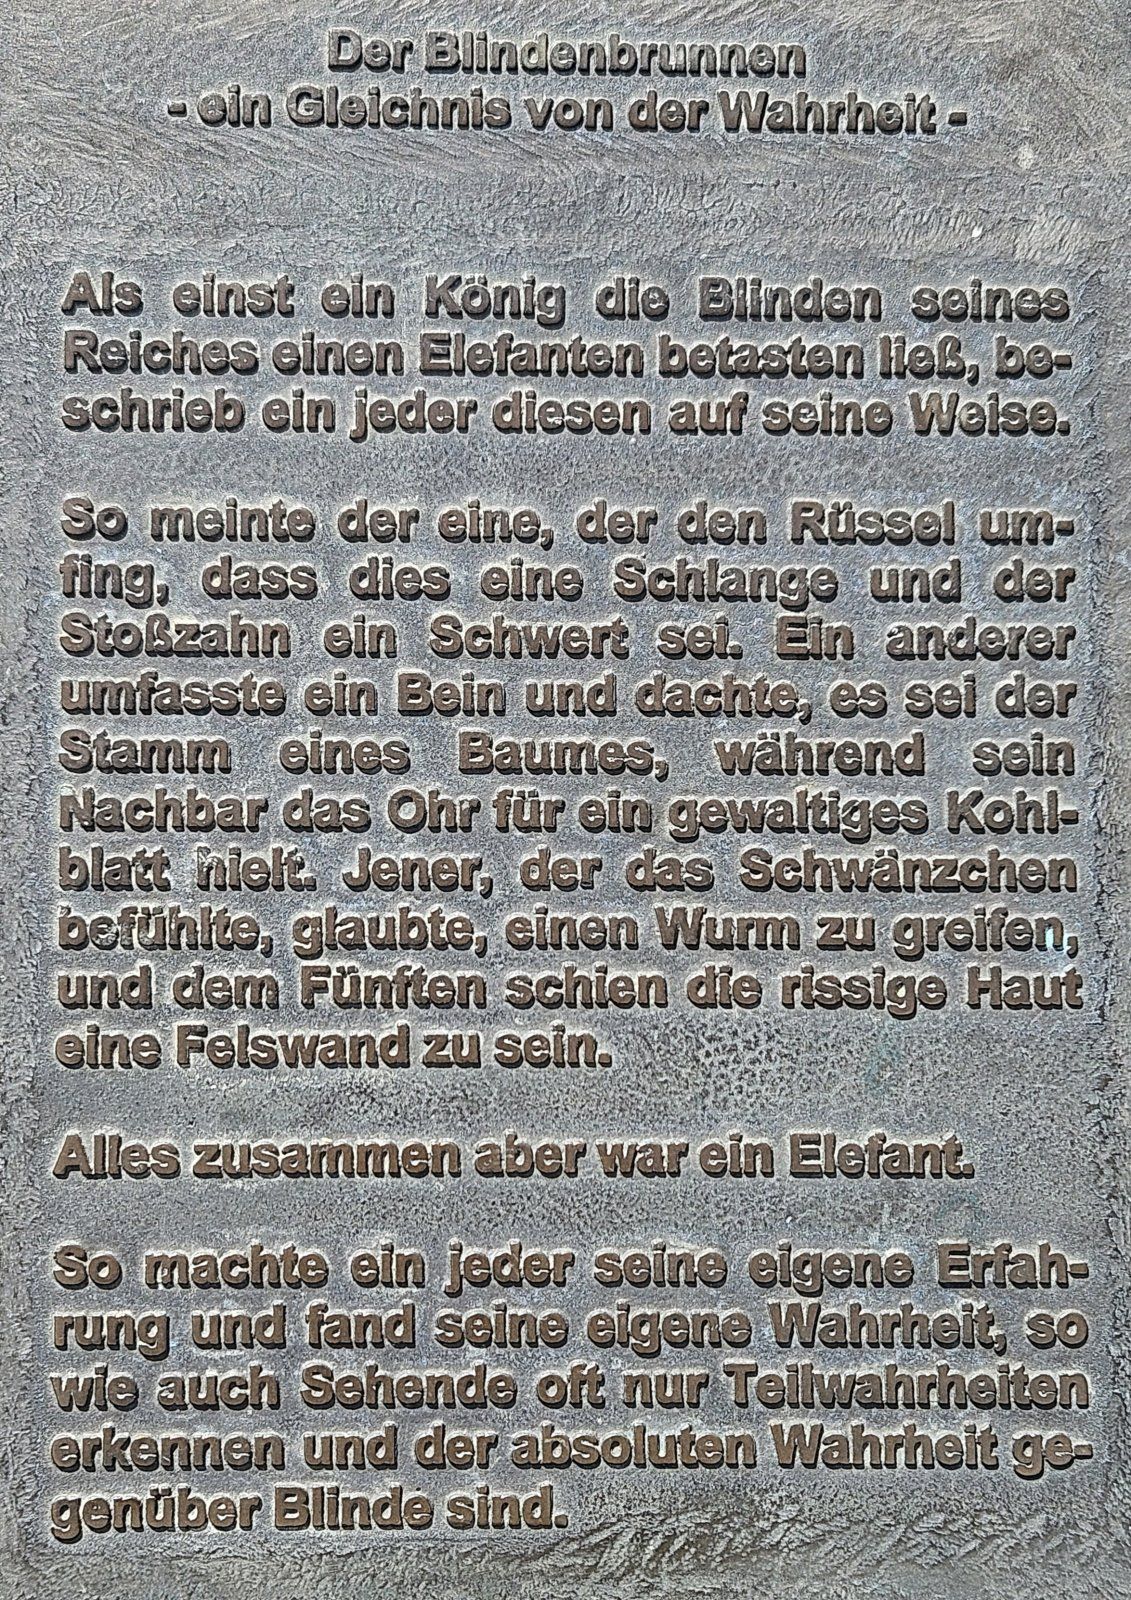 Der Blindenbrunnen
- ein Gleichnis von der Wahrheit -
Als einst ein König die Blinden seines
Reiches einen Elefanten betasten ließ, be-
schrieb ein jeder diesen auf seine Weise.
So meinte der eine, der den Rüssel um-
fing, dass dies eine Schlange und der
Stoßzahn ein Schwert sei. Ein anderer
umfasste ein Bein und dachte, es sei der
Stamm eines Baumes, während sein
Nachbar das Ohr für ein gewaltiges Kohl-
blatt hielt. Jener, der das Schwänzchen
befühlte, glaubte, einen Wurm zu greifen,
und dem Fünften schien die rissige Haut
eine Felswand zu sein.
Alles zusammen aber war ein Elefant.
So machte ein jeder seine eigene Erfah-
rung und fand seine eigene Wahrheit, so
wie auch Sehende oft nur Teilwahrheiten
erkennen und der absoluten Wahrheit ge-
genüber Blinde sind.